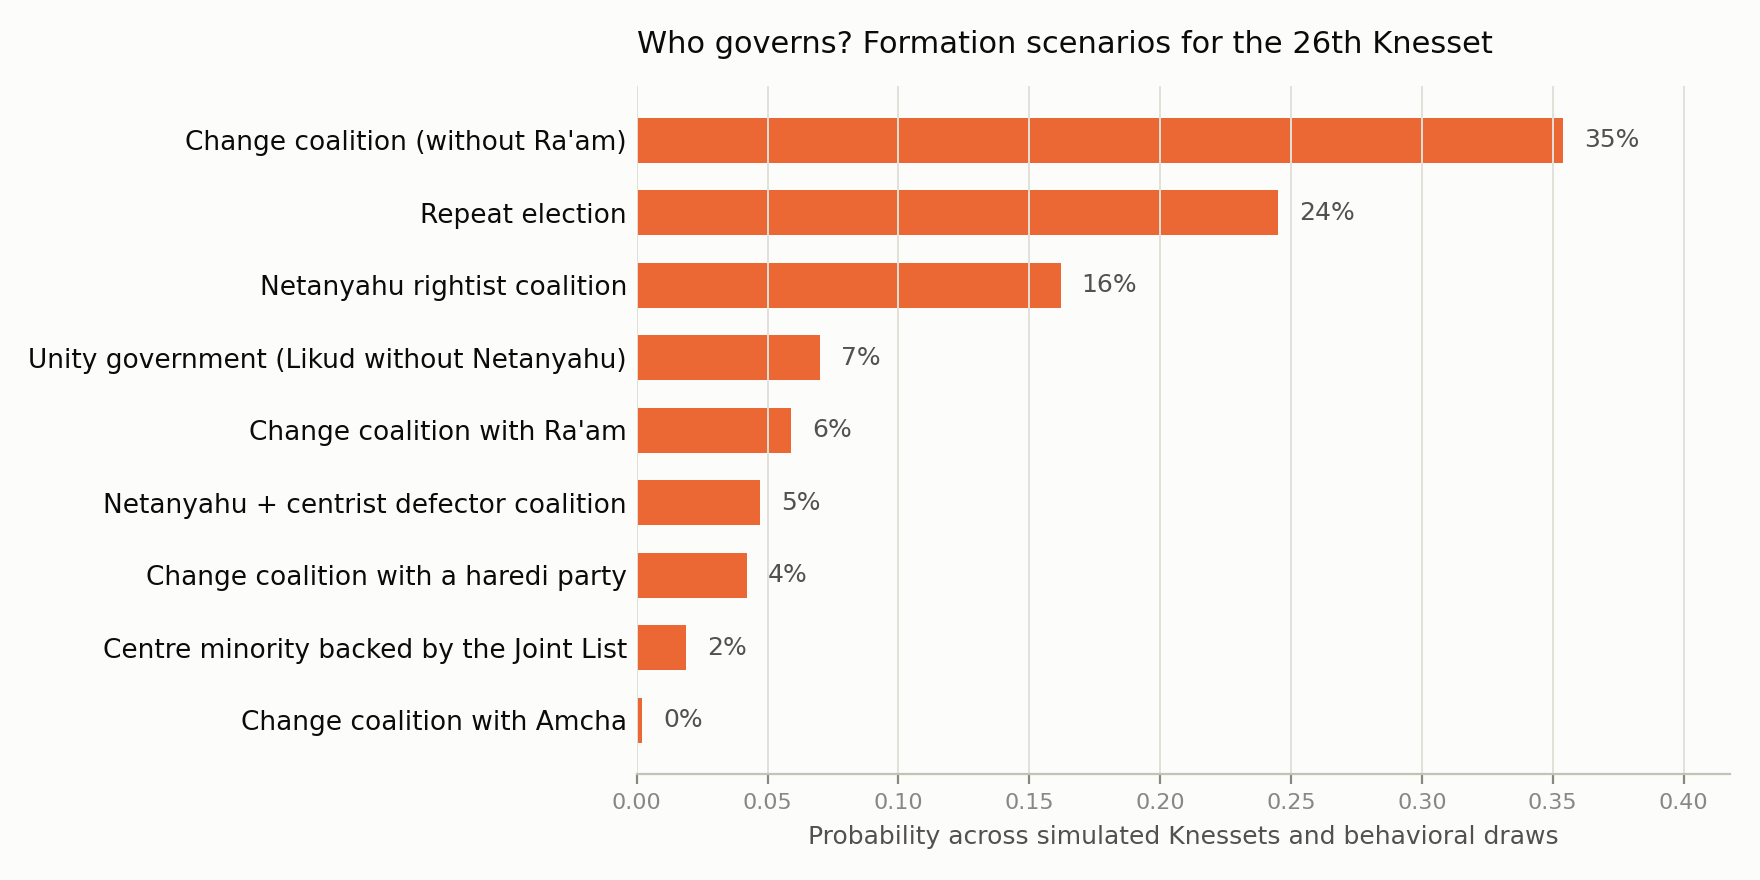 Who governs? Formation scenarios for the 26th Knesset
Change coalition (without Ra'am) 35%
Repeat election 24%
Netanyahu rightist coalition 16%
Unity government (Likud without Netanyahu) 7%
Change coalition with Ra'am 6%
Netanyahu + centrist defector coalition 5%
Change coalition with a haredi party 4%
Centre minority backed by the Joint List 2%
Change coalition with Amcha 0%
0.00 0.05 0.10 0.15 0.20 0.25 0.30 0.35 0.40
Probability across simulated Knessets and behavioral draws